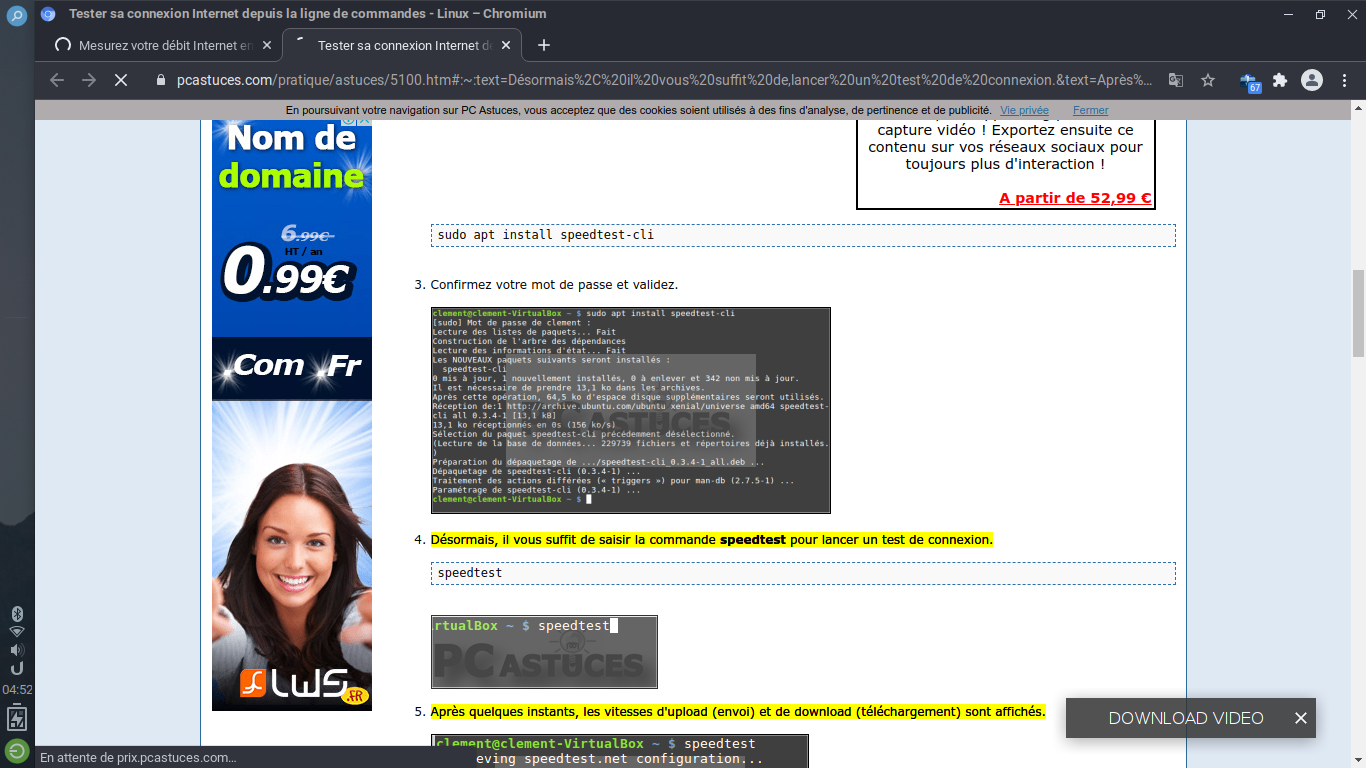 Tester sa connexion Internet depuis la ligne de commandes - Linux – Chromium
Mesurez votre débit Internet en
Tester sa connexion Internet de
pcastuces.com/pratique/astuces/5100.htm#:~:text=Désormais%2C%20il%20vous%20suffit%20de,lancer%20un%20test%20de%20connexion.&text=Après%...
67
En poursuivant votre navigation sur PC Astuces, vous acceptez que des cookies soient utilisés à des fins d'analyse, de pertinence et de publicité. Vie privée Fermer
Nom de
domaine
6.99€
HT / an
0.99€
.Com .Fr
LWS
.FR
capture vidéo ! Exportez ensuite ce
contenu sur vos réseaux sociaux pour
toujours plus d'interaction !
A partir de 52,99 €
sudo apt install speedtest-cli
3. Confirmez votre mot de passe et validez.
clement@clement-VirtualBox ~ $ sudo apt install speedtest-cli
[sudo] Mot de passe de clement :
Lecture des listes de paquets... Fait
Construction de l'arbre des dépendances
Lecture des informations d'état... Fait
Les NOUVEAUX paquets suivants seront installés :
speedtest-cli
0 mis à jour, 1 nouvellement installés, 0 à enlever et 342 non mis à jour.
Il est nécessaire de prendre 13,1 ko dans les archives.
Après cette opération, 64,5 ko d'espace disque supplémentaires seront utilisés.
Réception de:1 http://archive.ubuntu.com/ubuntu xenial/universe amd64 speedtest-
cli all 0.3.4-1 [13,1 kB]
13,1 ko réceptionnés en 0s (156 ko/s)
Sélection du paquet speedtest-cli précédemment désélectionné.
(Lecture de la base de données... 229739 fichiers et répertoires déjà installés.
)
Préparation du dépaquetage de .../speedtest-cli_0.3.4-1_all.deb ...
Dépaquetage de speedtest-cli (0.3.4-1) ...
Traitement des actions différées (« triggers ») pour man-db (2.7.5-1) ...
Paramétrage de speedtest-cli (0.3.4-1) ...
clement@clement-VirtualBox ~ $
4. Désormais, il vous suffit de saisir la commande speedtest pour lancer un test de connexion.
speedtest
rtualBox ~ $ speedtest
PC ASTUCES
5. Après quelques instants, les vitesses d'upload (envoi) et de download (téléchargement) sont affichés.
clement@clement-VirtualBox ~ $ speedtest
eving speedtest.net configuration...
DOWNLOAD VIDEO
04:52
En attente de prix.pcastuces.com...